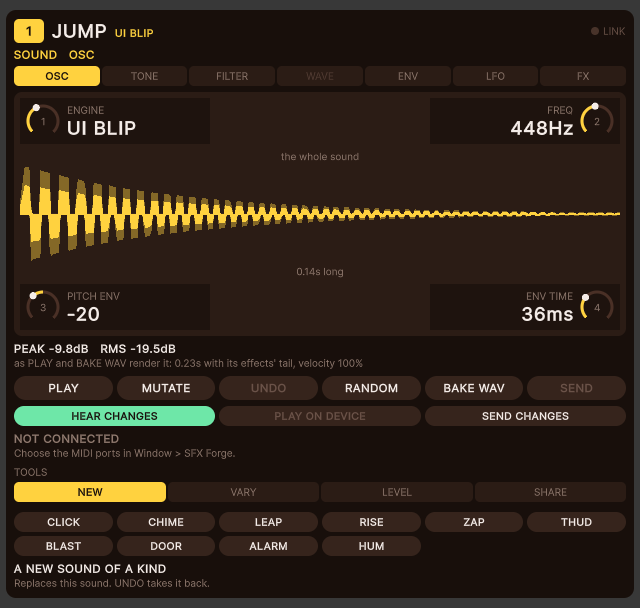 1 JUMP UI BLIP LINK
SOUND OSC
OSC TONE FILTER WAVE ENV LFO FX
ENGINE FREQ
1 UI BLIP 448Hz 2
the whole sound
0.14s long
PITCH ENV ENV TIME
3 -20 36ms 4
PEAK -9.8dB RMS -19.5dB
as PLAY and BAKE WAV render it: 0.23s with its effects' tail, velocity 100%
PLAY MUTATE UNDO RANDOM BAKE WAV SEND
HEAR CHANGES PLAY ON DEVICE SEND CHANGES
NOT CONNECTED
Choose the MIDI ports in Window > SFX Forge.
TOOLS
NEW VARY LEVEL SHARE
CLICK CHIME LEAP RISE ZAP THUD
BLAST DOOR ALARM HUM
A NEW SOUND OF A KIND
Replaces this sound. UNDO takes it back.